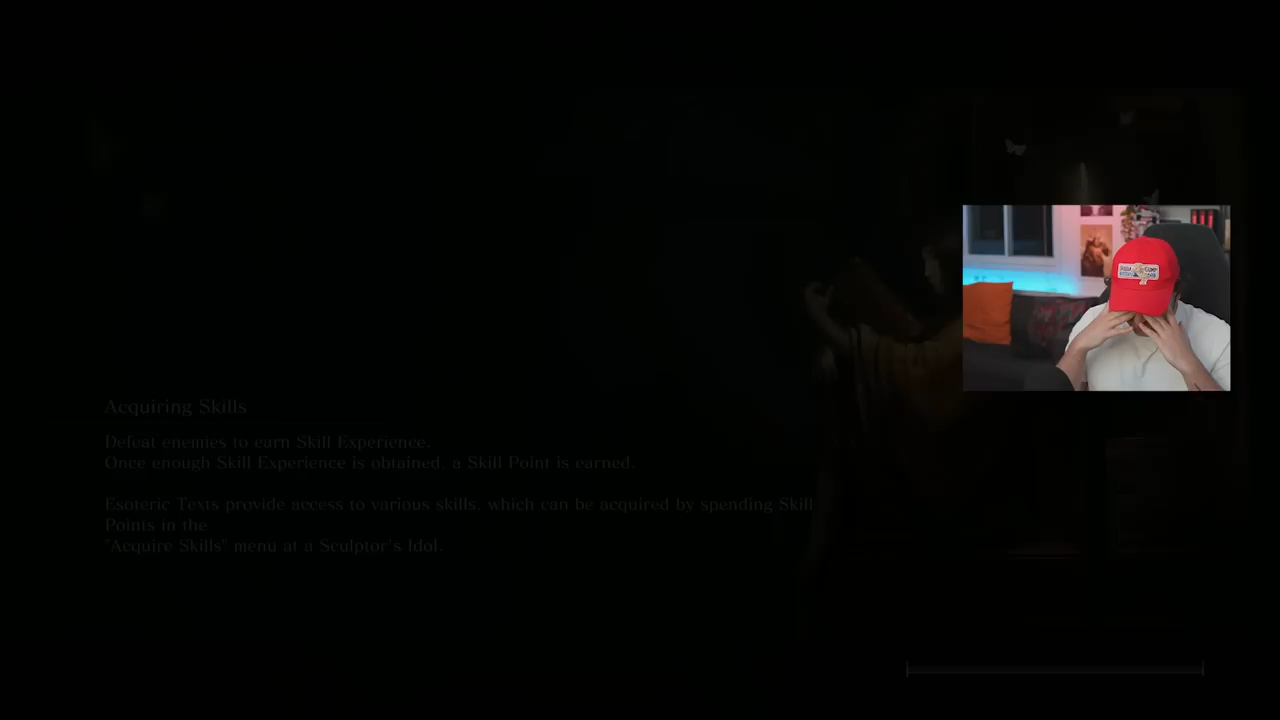 Acquiring Skills
Defeat enemies to earn Skill Experience.
Once enough Skill Experience is obtained, a Skill Point is earned.
Esoteric Texts provide access to various skills, which can be acquired by spending Skill
Points in the
"Acquire Skills" menu at a Sculptor's Idol.